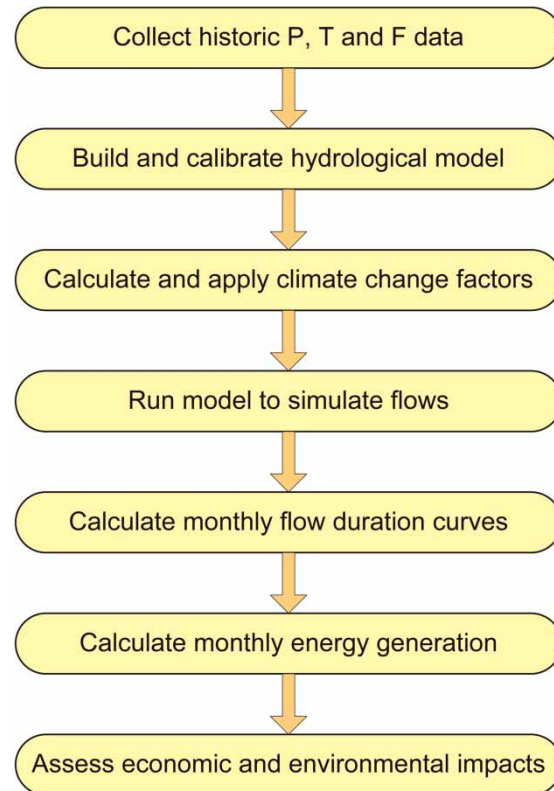 Collect historic P, T and F data
Build and calibrate hydrological model
Calculate and apply climate change factors
Run model to simulate flows
Calculate monthly flow duration curves
Calculate monthly energy generation
Assess economic and environmental impacts